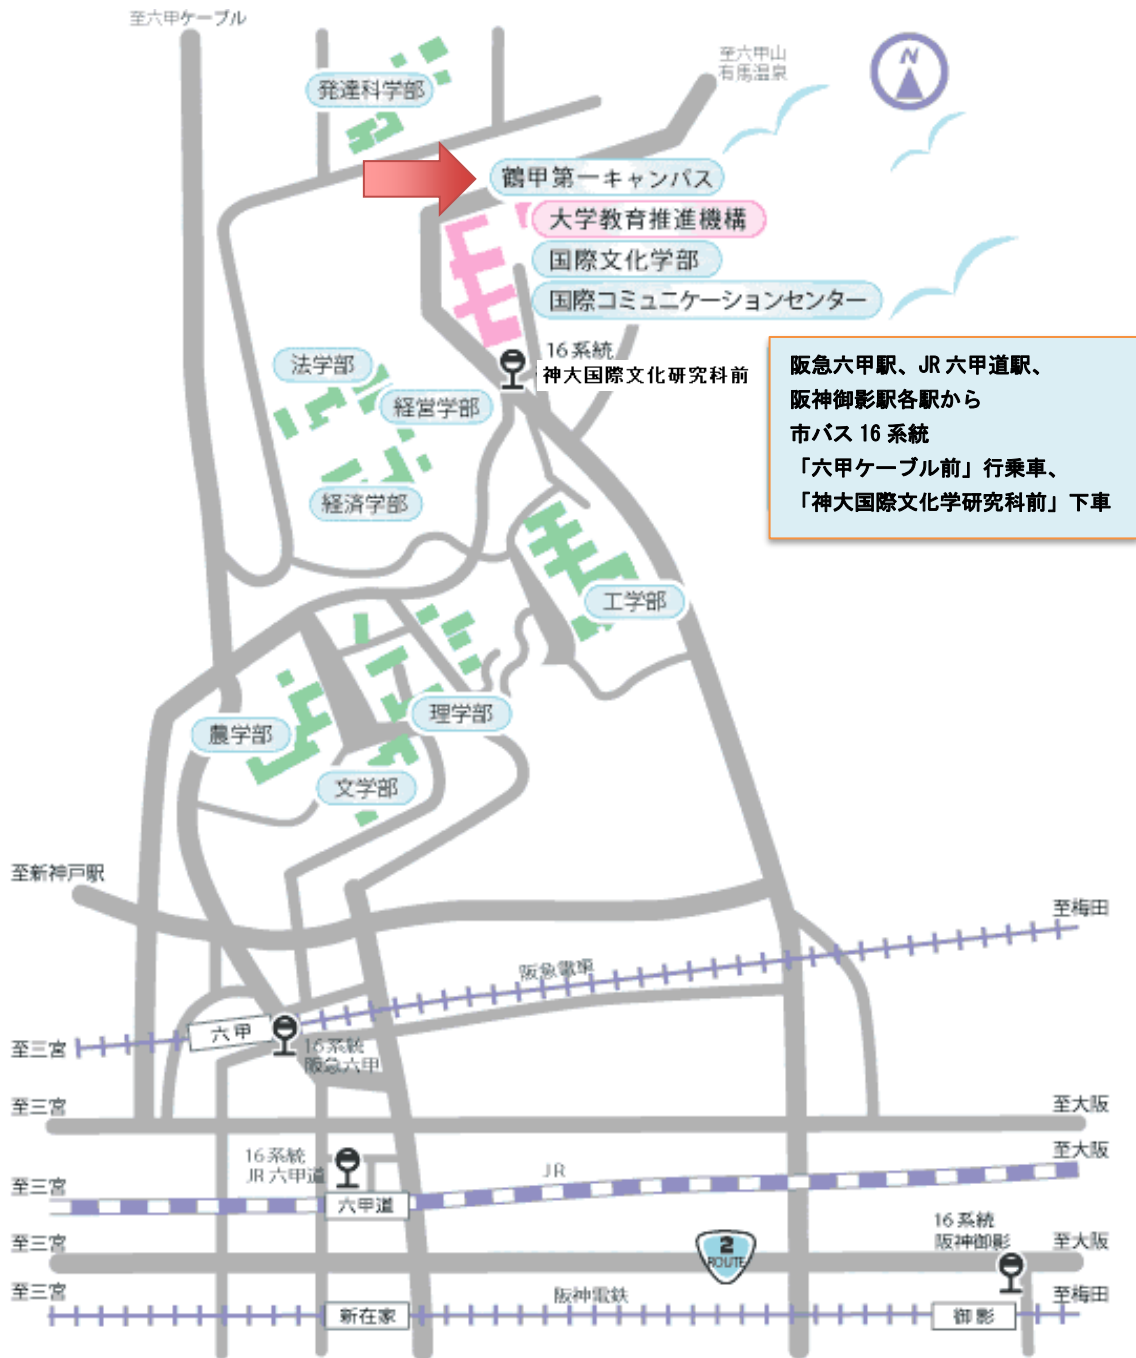 至六甲ケーブル
至六甲山
有馬温泉
N
発達科学部
鶴甲第一キャンパス
大学教育推進機構
国際文化学部
国際コミュニケーションセンター
16系統
神大国際文化研究科前
阪急六甲駅、JR六甲道駅、
阪神御影駅各駅から
市バス16系統
「六甲ケーブル前」行乗車、
「神大国際文化学研究科前」下車
法学部
経営学部
経済学部
工学部
理学部
農学部
文学部
至新神戸駅
至梅田
阪急電車
六甲
至三宮
16系統
阪急六甲
至三宮
至大阪
16系統
JR六甲道
至大阪
JR
至三宮
六甲道
16系統
阪神御影
至三宮
2
ROUTE
至大阪
至三宮
阪神電鉄
至梅田
新在家
御影